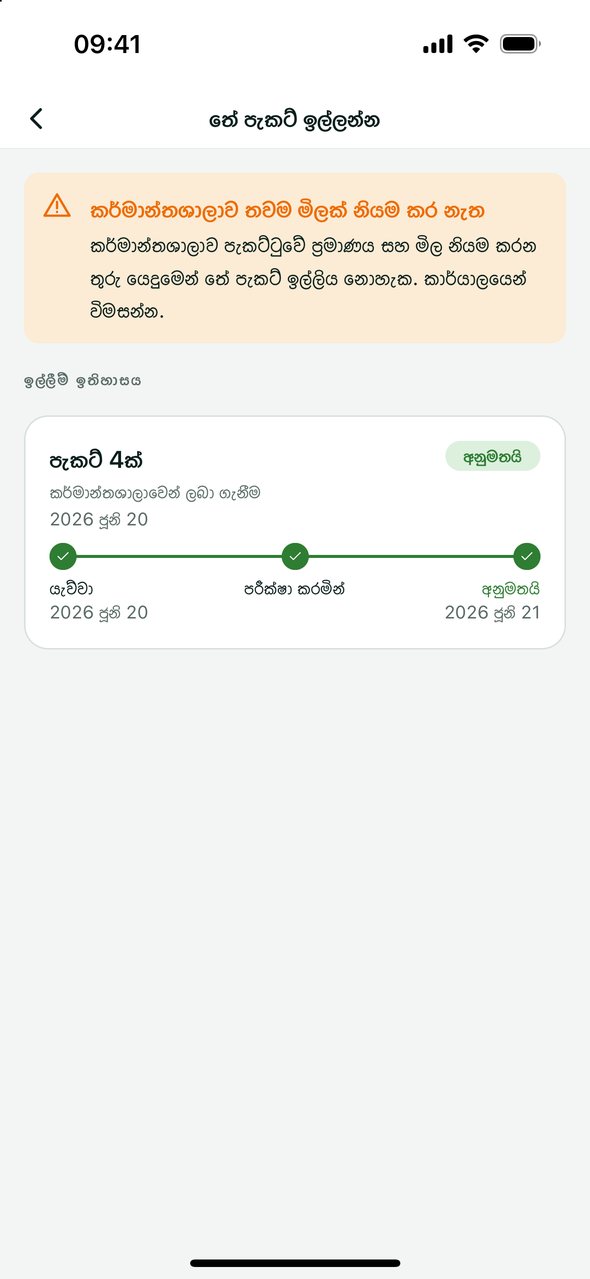 09:41
තේ පැකට් ඉල්ලන්න
කර්මාන්තශාලාව තවම මිලක් නියම කර නැත
කර්මාන්තශාලාව පැකට්ටුවේ ප්‍රමාණය සහ මිල නියම කරන
තුරු යෙදුමෙන් තේ පැකට් ඉල්ලිය නොහැක. කාර්යාලයෙන්
විමසන්න.
ඉල්ලීම් ඉතිහාසය
පැකට් 4ක්
අනුමතයි
කර්මාන්තශාලාවෙන් ලබා ගැනීම
2026 ජූනි 20
යැව්වා
පරීක්ෂා කරමින්
අනුමතයි
2026 ජූනි 20
2026 ජූනි 21